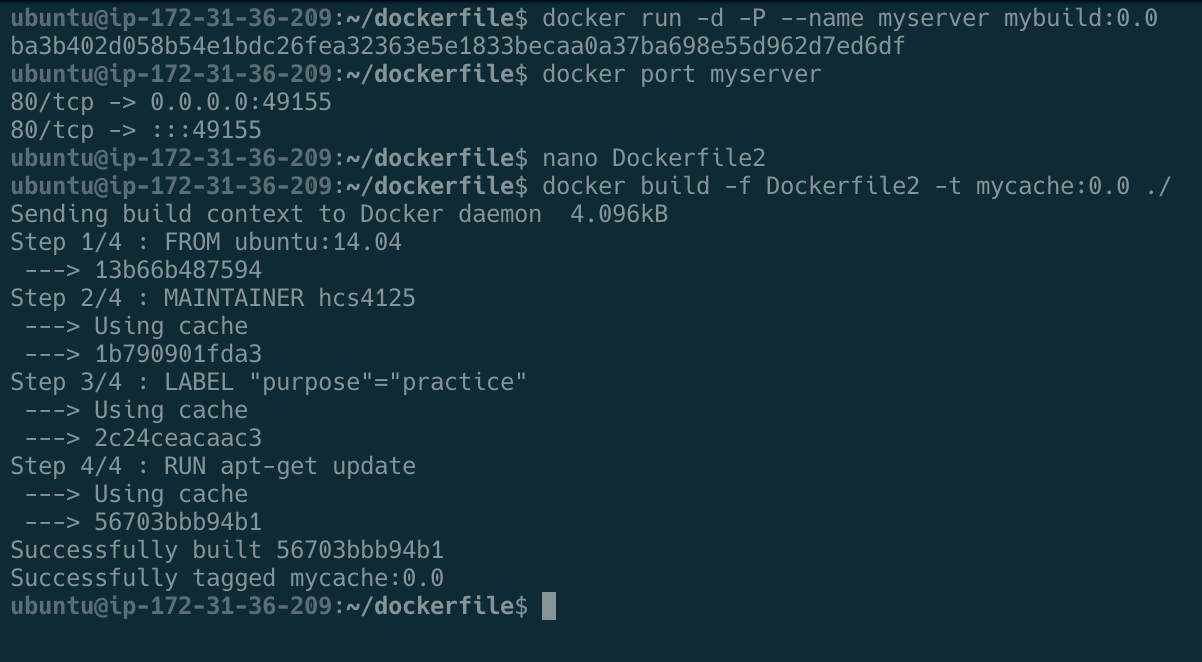 ubuntu@ip-172-31-36-209:~/dockerfile$ docker run -d -P --name myserver mybuild:0.0
ba3b402d058b54e1bdc26fea32363e5e1833becaa0a37ba698e55d962d7ed6df
ubuntu@ip-172-31-36-209:~/dockerfile$ docker port myserver
80/tcp -> 0.0.0.0:49155
80/tcp -> :::49155
ubuntu@ip-172-31-36-209:~/dockerfile$ nano Dockerfile2
ubuntu@ip-172-31-36-209:~/dockerfile$ docker build -f Dockerfile2 -t mycache:0.0 ./
Sending build context to Docker daemon  4.096kB
Step 1/4 : FROM ubuntu:14.04
 ---> 13b66b487594
Step 2/4 : MAINTAINER hcs4125
 ---> Using cache
 ---> 1b790901fda3
Step 3/4 : LABEL "purpose"="practice"
 ---> Using cache
 ---> 2c24ceacaac3
Step 4/4 : RUN apt-get update
 ---> Using cache
 ---> 56703bbb94b1
Successfully built 56703bbb94b1
Successfully tagged mycache:0.0
ubuntu@ip-172-31-36-209:~/dockerfile$